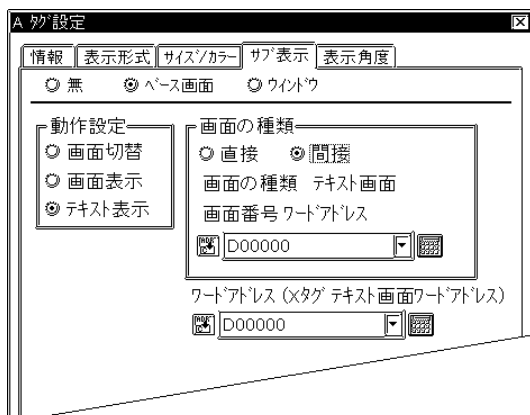 A ﾀｸﾞ設定
情報 表示形式 ｻｲｽﾞ/ｶﾗｰ ｻﾌﾞ表示 表示角度
無 ﾍﾞｰｽ画面 ｳｲﾝﾄﾞｳ
動作設定
画面切替
画面表示
ﾃｷｽﾄ表示
画面の種類
直接 間接
画面の種類 ﾃｷｽﾄ画面
画面番号 ﾜｰﾄﾞｱﾄﾞﾚｽ
D00000
ﾜｰﾄﾞｱﾄﾞﾚｽ (Xﾀｸﾞ ﾃｷｽﾄ画面ﾜｰﾄﾞｱﾄﾞﾚｽ)
D00000